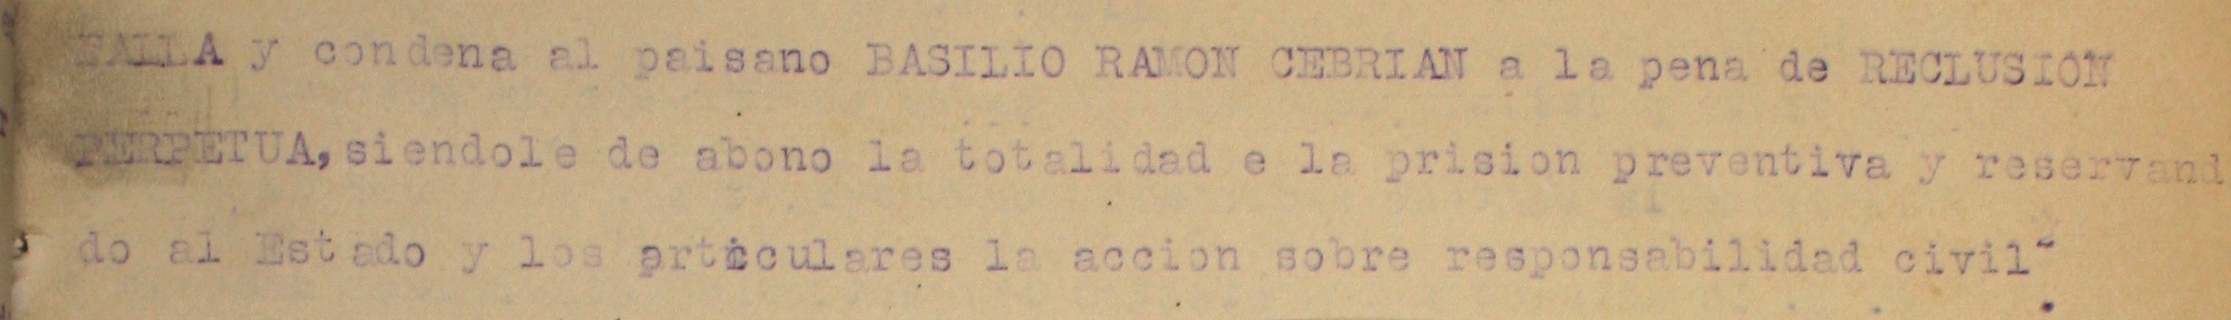 FALLA y condena al paisano BASILIO RAMON CEBRIAN a la pena de RECLUSION
PERPETUA, siendole de abono la totalidad e la prision preventiva y reservand
do al Estado y los articulares la accion sobre responsabilidad civil-